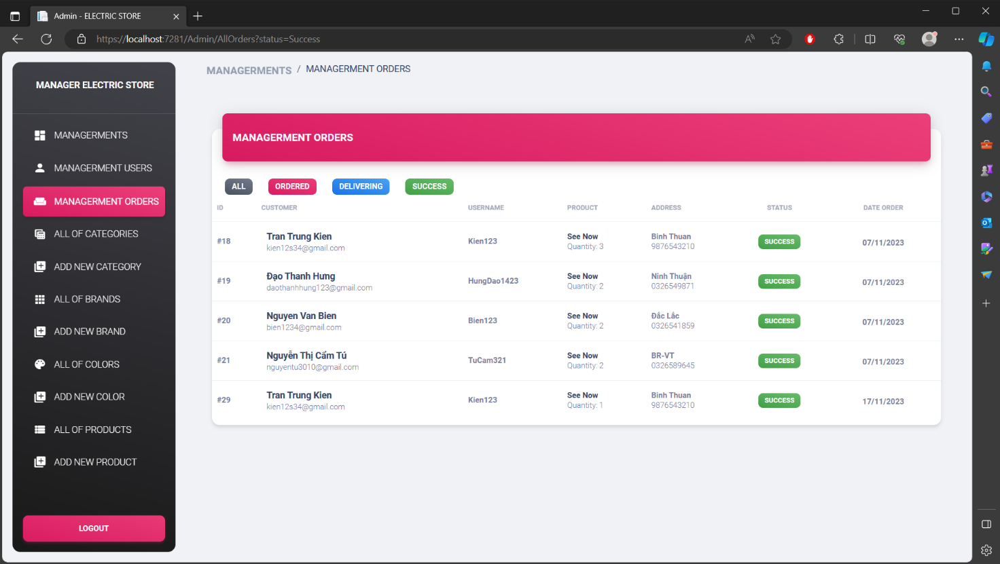 Admin - ELECTRIC STORE
https://localhost:7281/Admin/AllOrders?status=Success
MANAGER ELECTRIC STORE
MANAGERMENTS
MANAGERMENT USERS
MANAGERMENT ORDERS
ALL OF CATEGORIES
ADD NEW CATEGORY
ALL OF BRANDS
ADD NEW BRAND
ALL OF COLORS
ADD NEW COLOR
ALL OF PRODUCTS
ADD NEW PRODUCT
LOGOUT
MANAGERMENTS / MANAGERMENT ORDERS
MANAGERMENT ORDERS
ALL ORDERED DELIVERING SUCCESS
ID CUSTOMER USERNAME PRODUCT ADDRESS STATUS DATE ORDER
#18 Tran Trung Kien Kien123 See Now Binh Thuan SUCCESS 07/11/2023
kien12s34@gmail.com Quantity: 3 9876543210
#19 Đạo Thanh Hưng HungDao1423 See Now Ninh Thuận SUCCESS 07/11/2023
daothanhhung123@gmail.com Quantity: 2 0326549871
#20 Nguyen Van Bien Bien123 See Now Đắc Lắc SUCCESS 07/11/2023
bien1234@gmail.com Quantity: 2 0326541859
#21 Nguyễn Thị Cẩm Tú TuCam321 See Now BR-VT SUCCESS 07/11/2023
nguyentu3010@gmail.com Quantity: 2 0326589645
#29 Tran Trung Kien Kien123 See Now Binh Thuan SUCCESS 17/11/2023
kien12s34@gmail.com Quantity: 1 9876543210